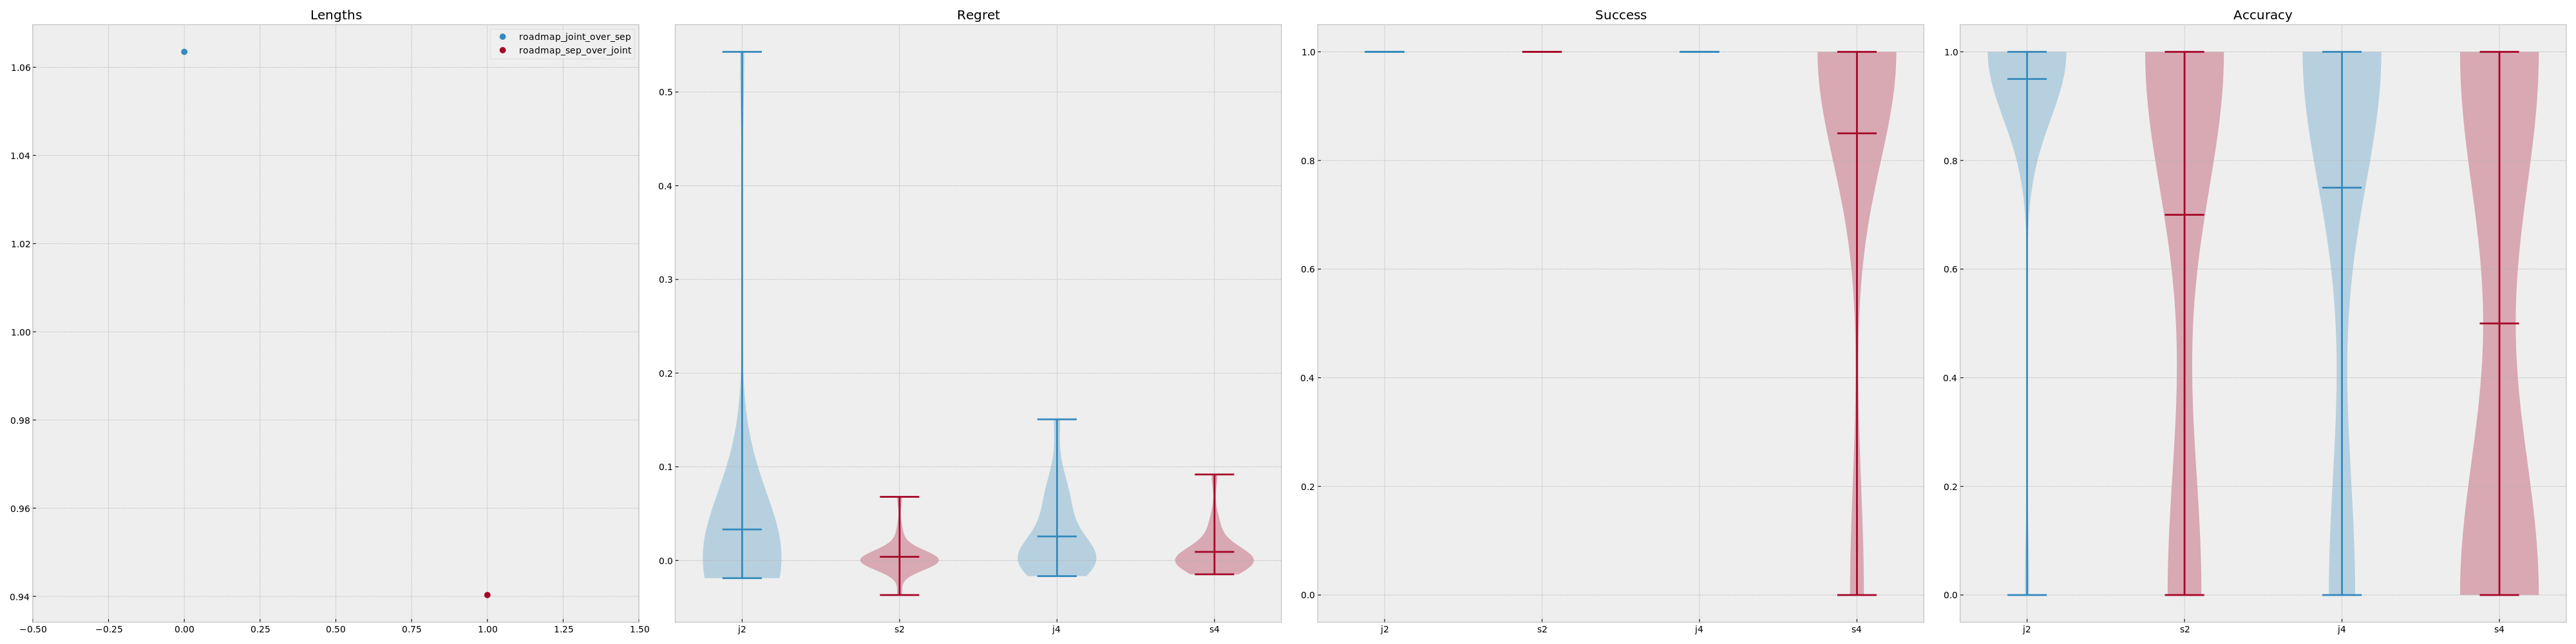 Lengths
roadmap_joint_over_sep
roadmap_sep_over_joint
1.06
1.04
1.02
1.00
0.98
0.96
0.94
−0.50 −0.25 0.00 0.25 0.50 0.75 1.00 1.25 1.50
Regret
0.5
0.4
0.3
0.2
0.1
0.0
j2 s2 j4 s4
Success
1.0
0.8
0.6
0.4
0.2
0.0
j2 s2 j4 s4
Accuracy
1.0
0.8
0.6
0.4
0.2
0.0
j2 s2 j4 s4